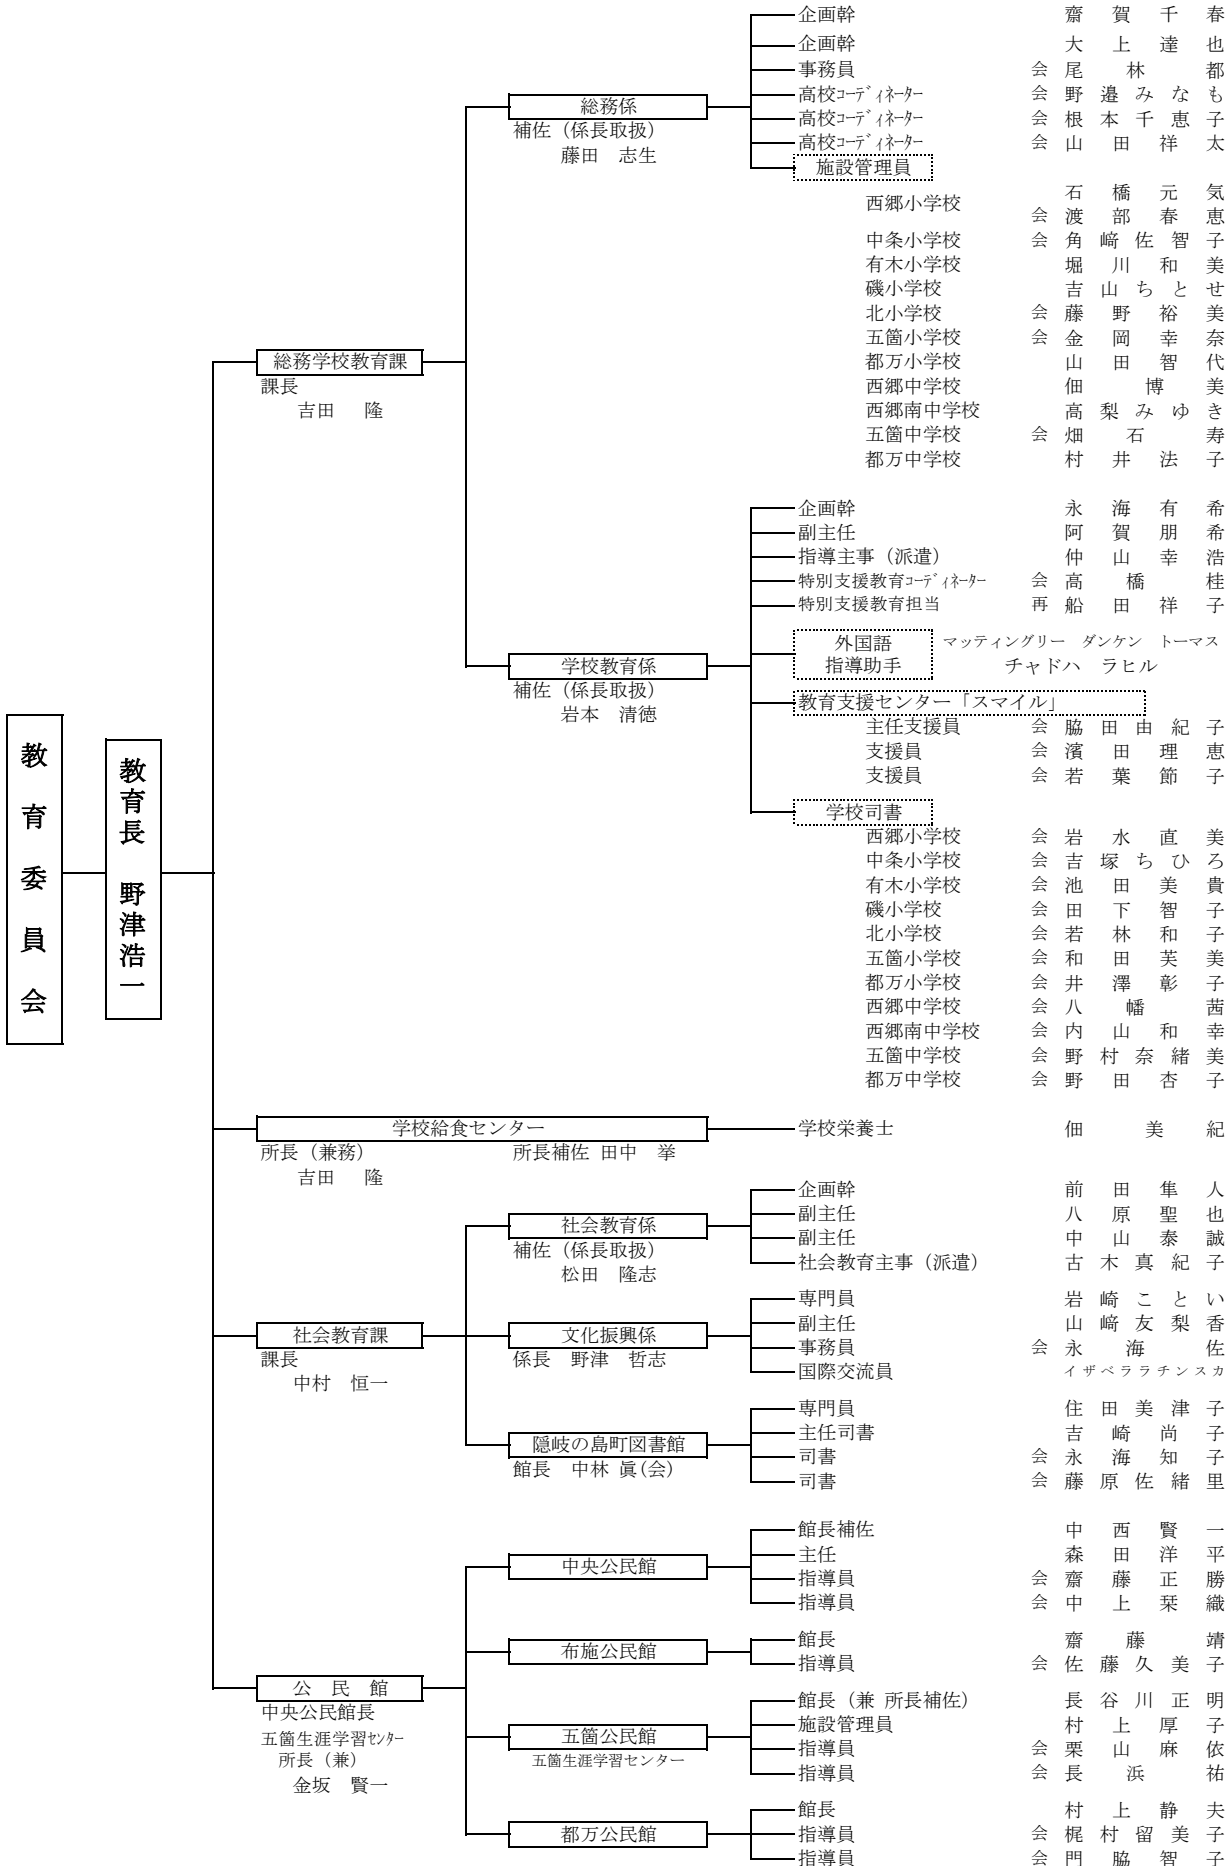 教育委員会
教育長　野津浩一
総務学校教育課
課長
吉田　隆
総務係
補佐（係長取扱）
藤田　志生
企画幹　齋賀千春
企画幹　大上達也
事務員　会　尾林都
高校ｺｰﾃﾞｨﾈｰﾀｰ　会　野邉みなも
高校ｺｰﾃﾞｨﾈｰﾀｰ　会　根本千恵子
高校ｺｰﾃﾞｨﾈｰﾀｰ　会　山田祥太
施設管理員
西郷小学校　石橋元気
会　渡部春恵
中条小学校　会　角﨑佐智子
有木小学校　堀川和美
磯小学校　吉山ちとせ
北小学校　会　藤野裕美
五箇小学校　会　金岡幸奈
都万小学校　山田智代
西郷中学校　佃博美
西郷南中学校　高梨みゆき
五箇中学校　会　畑石寿
都万中学校　村井法子
学校教育係
補佐（係長取扱）
岩本　清徳
企画幹　永海有希
副主任　阿賀朋希
指導主事（派遣）　仲山幸浩
特別支援教育ｺｰﾃﾞｨﾈｰﾀｰ　会　高橋桂
特別支援教育担当　再　船田祥子
外国語
指導助手
マッティングリー　ダンケン　トーマス
チャドハ　ラヒル
教育支援センター「スマイル」
主任支援員　会　脇田由紀子
支援員　会　濱田理恵
支援員　会　若葉節子
学校司書
西郷小学校　会　岩水直美
中条小学校　会　吉塚ちひろ
有木小学校　会　池田美貴
磯小学校　会　田下智子
北小学校　会　若林和子
五箇小学校　会　和田芙美
都万小学校　会　井澤彰子
西郷中学校　会　八幡茜
西郷南中学校　会　内山和幸
五箇中学校　会　野村奈緒美
都万中学校　会　野田杏子
学校給食センター
所長（兼務）
吉田　隆
所長補佐 田中　挙
学校栄養士　佃美紀
社会教育課
課長
中村　恒一
社会教育係
補佐（係長取扱）
松田　隆志
企画幹　前田隼人
副主任　八原聖也
副主任　中山泰誠
社会教育主事（派遣）　古木真紀子
文化振興係
係長　野津　哲志
専門員　岩崎ことい
副主任　山﨑友梨香
事務員　会　永海佐
国際交流員　イザベララチンスカ
隠岐の島町図書館
館長　中林 眞(会)
専門員　住田美津子
主任司書　吉崎尚子
司書　会　永海知子
司書　会　藤原佐緒里
公民館
中央公民館長
五箇生涯学習ｾﾝﾀｰ
所長（兼）
金坂　賢一
中央公民館
館長補佐　中西賢一
主任　森田洋平
指導員　会　齋藤正勝
指導員　会　中上栞織
布施公民館
館長　齋藤靖
指導員　会　佐藤久美子
五箇公民館
五箇生涯学習センター
館長（兼 所長補佐）　長谷川正明
施設管理員　村上厚子
指導員　会　栗山麻依
指導員　会　長浜祐
都万公民館
館長　村上静夫
指導員　会　梶村留美子
指導員　会　門脇智子